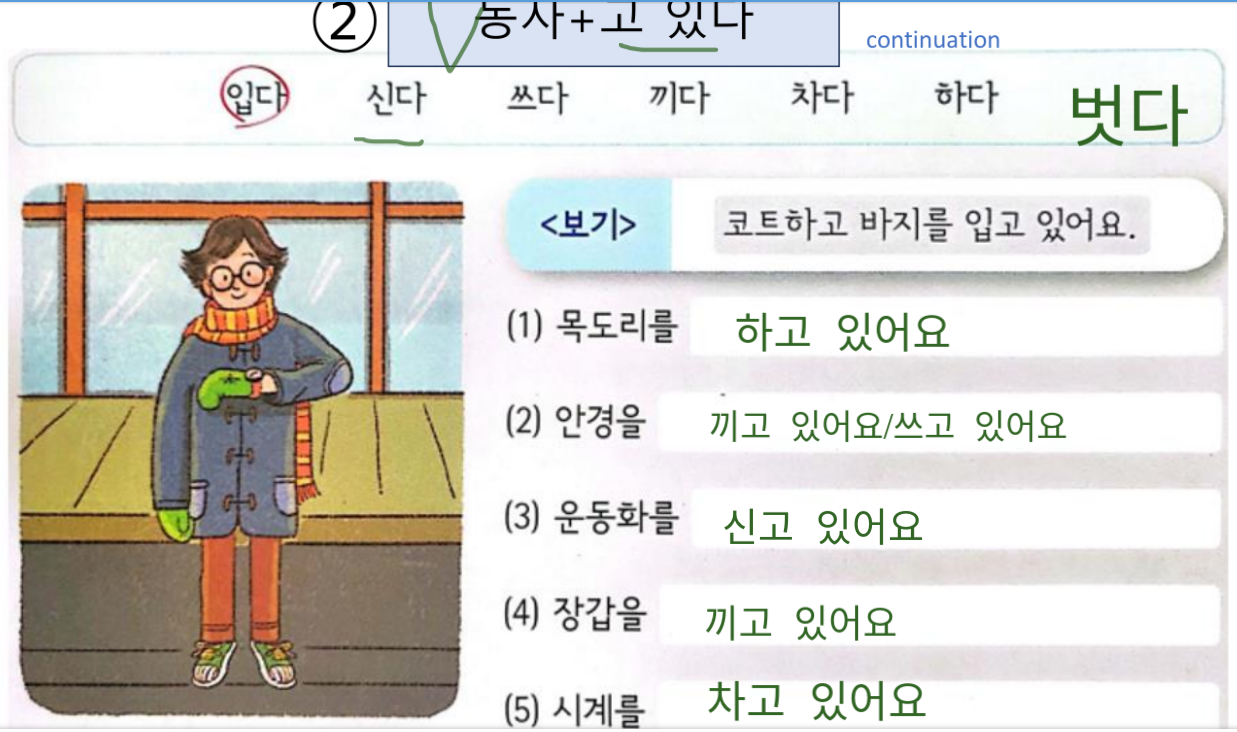 ② 동사+고 있다
continuation
입다 신다 쓰다 끼다 차다 하다 벗다
<보기> 코트하고 바지를 입고 있어요.
(1) 목도리를 하고 있어요
(2) 안경을 끼고 있어요/쓰고 있어요
(3) 운동화를 신고 있어요
(4) 장갑을 끼고 있어요
(5) 시계를 차고 있어요